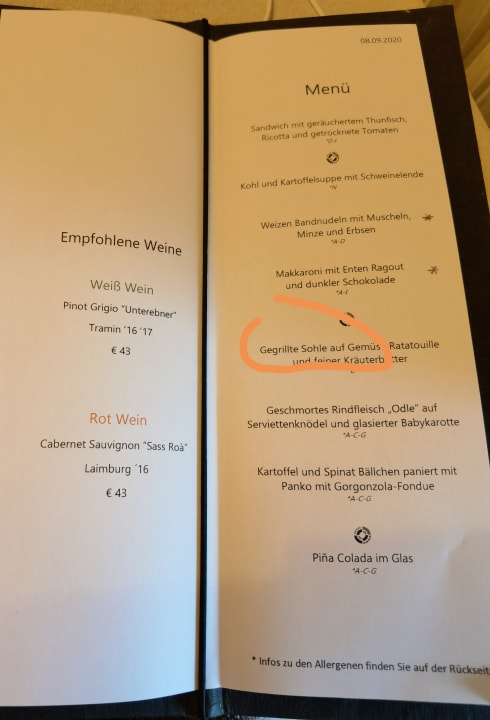 Empfohlene Weine
Weiß Wein
Pinot Grigio "Unterebner"
Tramin ´16 ´17
€ 43
Rot Wein
Cabernet Sauvignon "Sass Roà"
Laimburg ´16
€ 43
08.09.2020
Menü
Sandwich mit geräuchertem Thunfisch,
Ricotta und getrocknete Tomaten
Kohl und Kartoffelsuppe mit Schweinelende
Weizen Bandnudeln mit Muscheln,
Minze und Erbsen
*A-D
Makkaroni mit Enten Ragout
und dunkler Schokolade
Gegrillte Sohle auf Ratatouille
und feiner
Geschmortes Rindfleisch „Odle" auf
Serviettenknödel und glasierter Babykarotte
*A-C-G
Kartoffel und Spinat Bällchen paniert mit
Panko mit Gorgonzola-Fondue
*A-C-G
Piña Colada im Glas
*A-C-G
* Infos zu den Allergenen finden Sie auf der